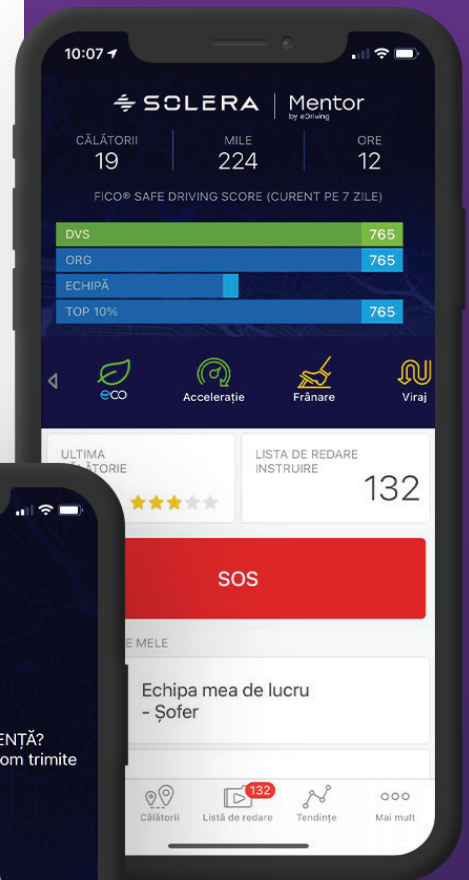 10:07
SOLERA Mentor
by eDriving
CĂLĂTORII MILE ORE
19 224 12
FICO® SAFE DRIVING SCORE (CURENT PE 7 ZILE)
DVS 765
ORG 765
ECHIPĂ
TOP 10% 765
eco Accelerație Frânare Viraj
ULTIMA
LISTA DE REDARE
INSTRUIRE
132
SOS
MELE
Echipa mea de lucru
- Șofer
132
Călătorii Listă de redare Tendințe Mai mult
trimite